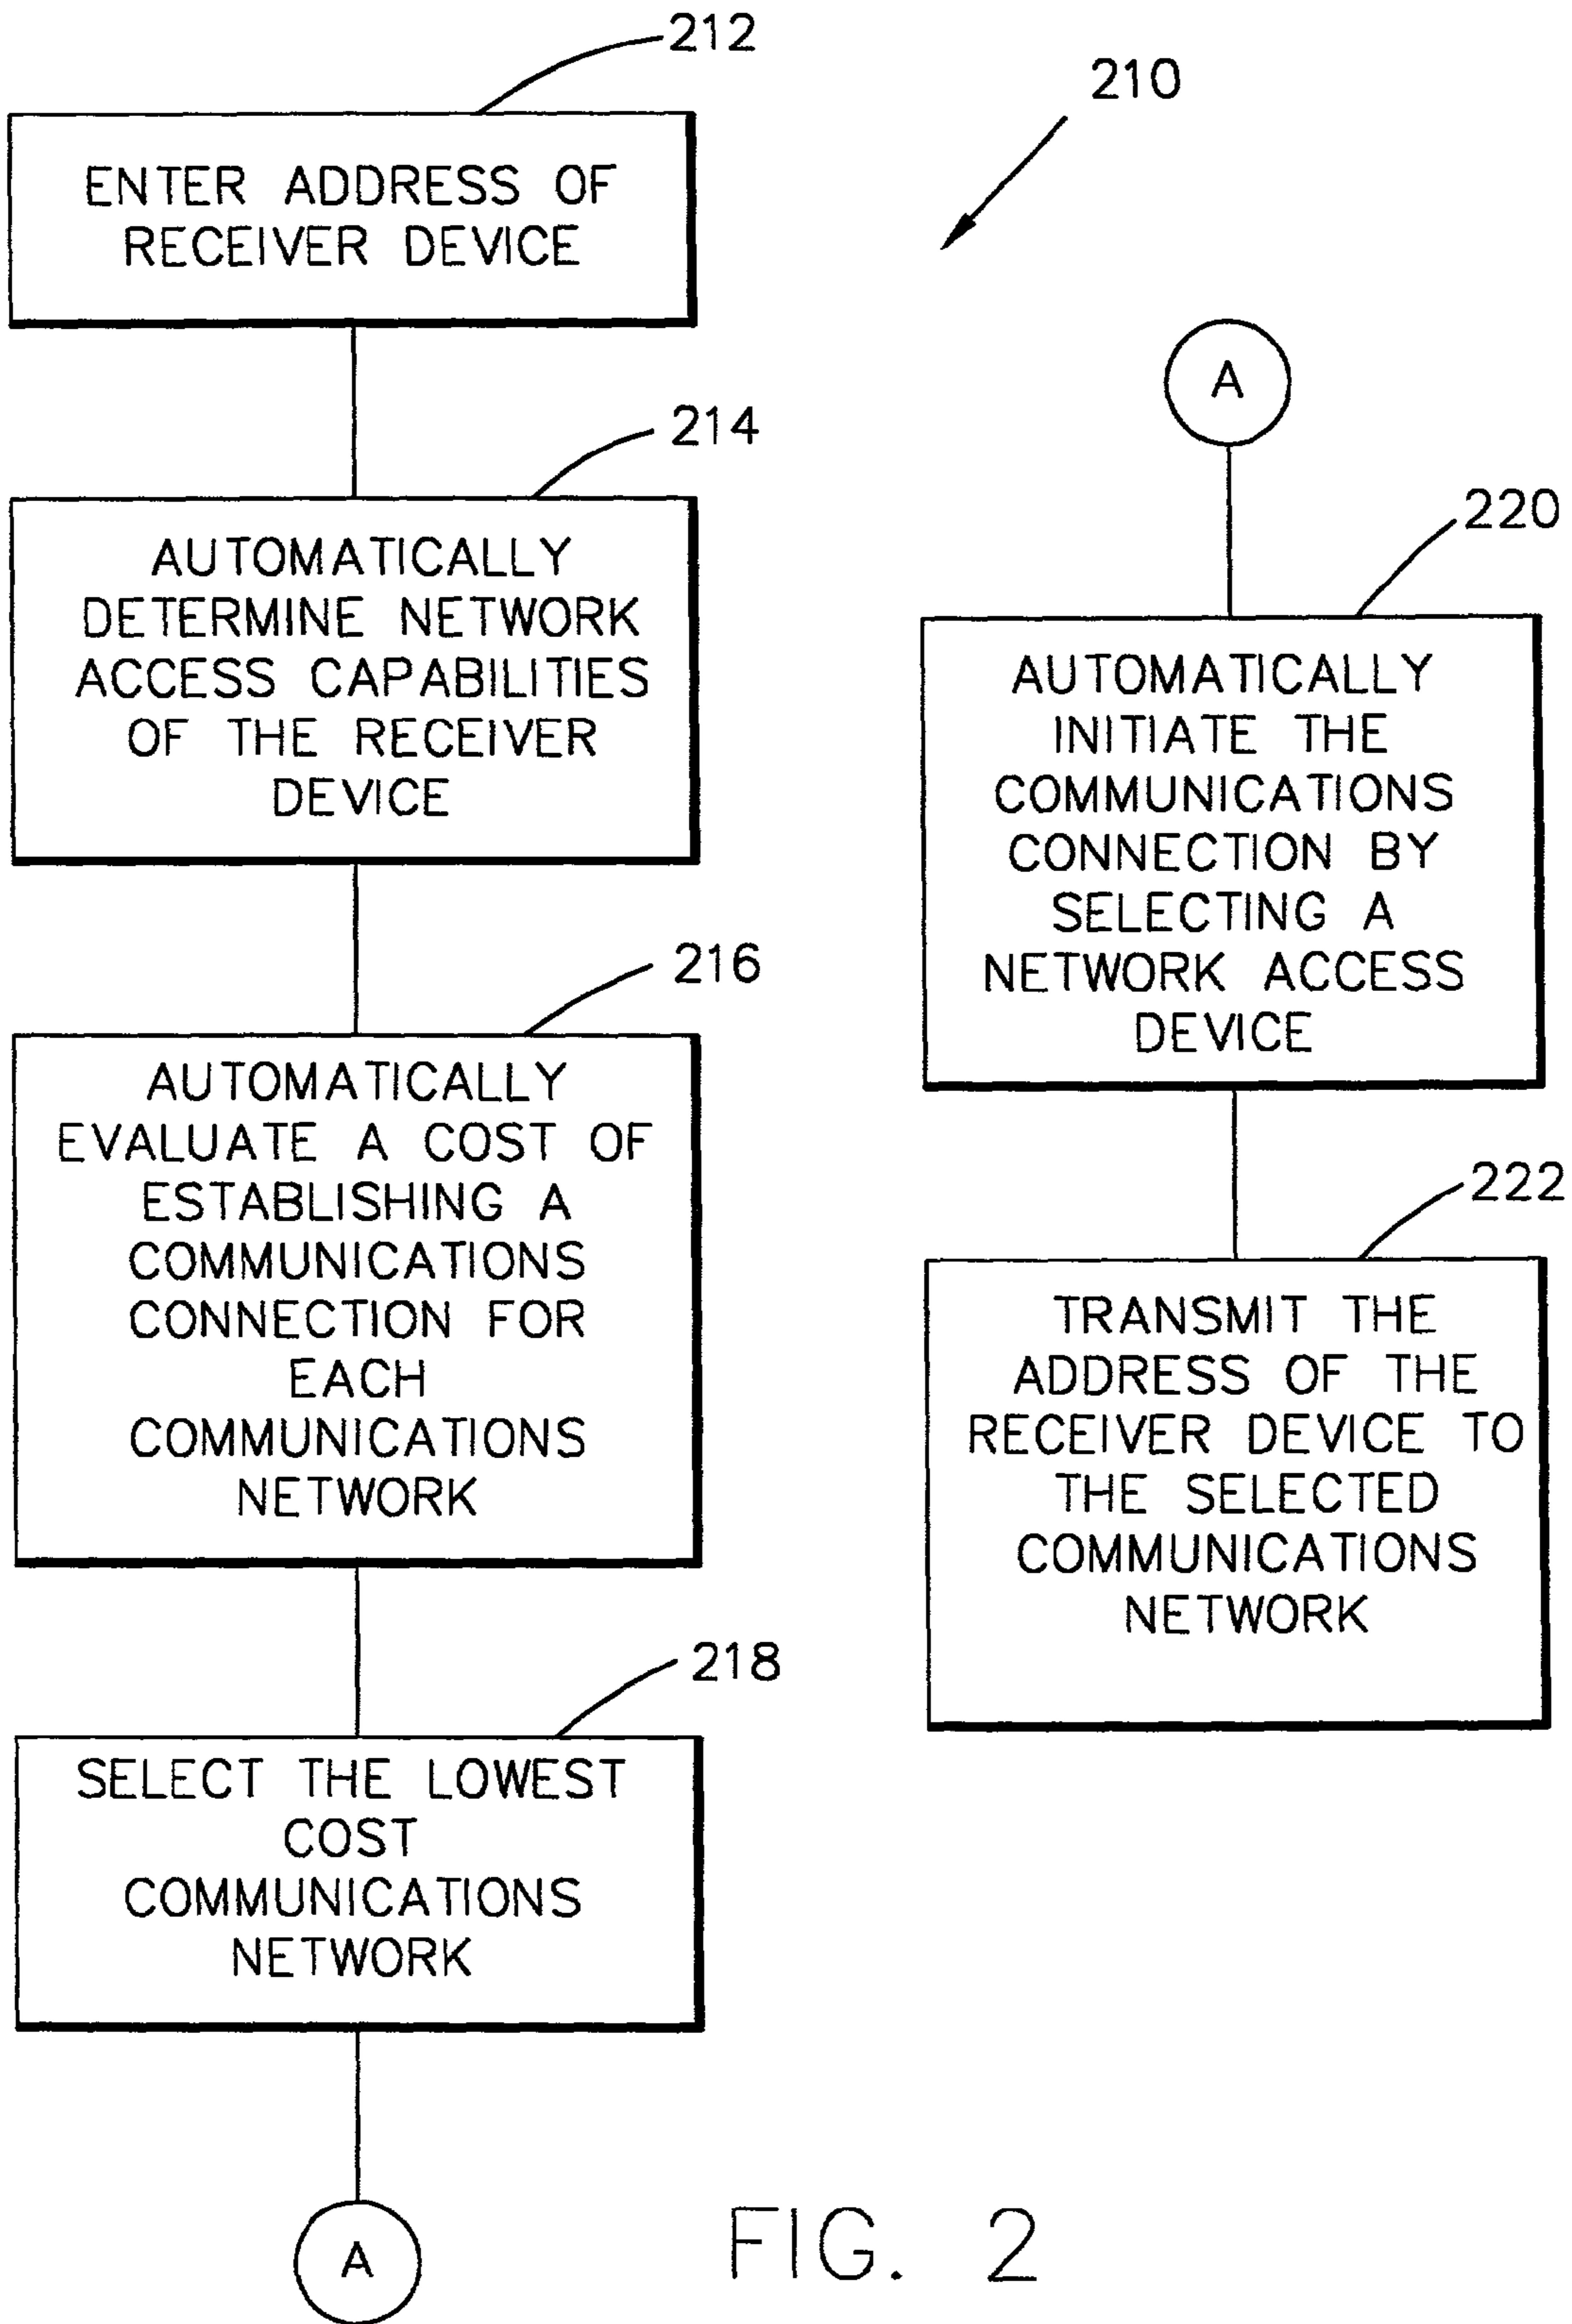 212
210
ENTER ADDRESS OF
RECEIVER DEVICE
214
AUTOMATICALLY
DETERMINE NETWORK
ACCESS CAPABILITIES
OF THE RECEIVER
DEVICE
216
AUTOMATICALLY
EVALUATE A COST OF
ESTABLISHING A
COMMUNICATIONS
CONNECTION FOR
EACH
COMMUNICATIONS
NETWORK
218
SELECT THE LOWEST
COST
COMMUNICATIONS
NETWORK
A
A
220
AUTOMATICALLY
INITIATE THE
COMMUNICATIONS
CONNECTION BY
SELECTING A
NETWORK ACCESS
DEVICE
222
TRANSMIT THE
ADDRESS OF THE
RECEIVER DEVICE TO
THE SELECTED
COMMUNICATIONS
NETWORK
FIG. 2